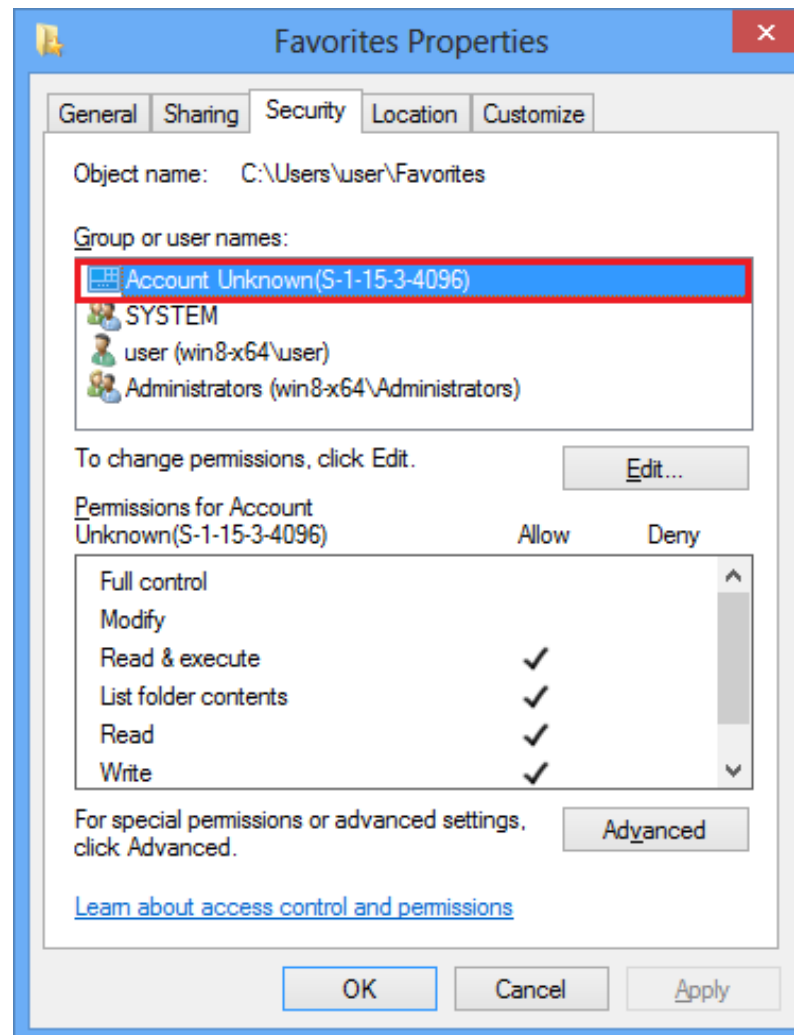 Favorites Properties
General Sharing Security Location Customize
Object name: C:\Users\user\Favorites
Group or user names:
Account Unknown(S-1-15-3-4096)
SYSTEM
user (win8-x64\user)
Administrators (win8-x64\Administrators)
To change permissions, click Edit. Edit...
Permissions for Account
Unknown(S-1-15-3-4096) Allow Deny
Full control
Modify
Read & execute
List folder contents
Read
Write
For special permissions or advanced settings,
click Advanced. Advanced
Learn about access control and permissions
OK Cancel Apply